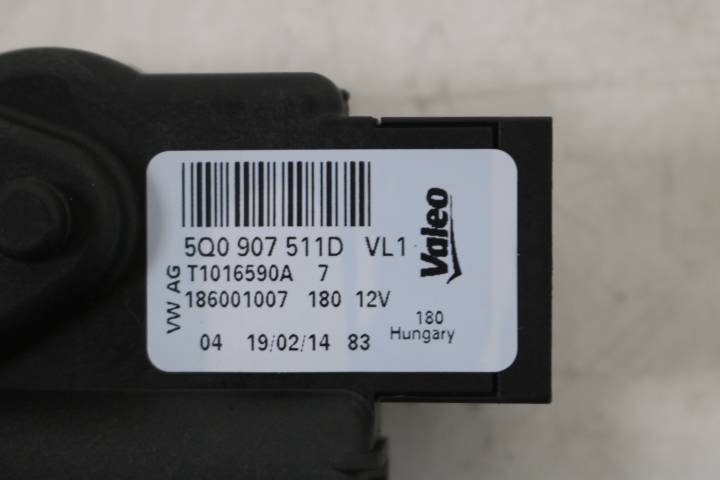 5Q0 907 511D VL1
T1016590A 7
186001007 180 12V
04 19/02/14 83
VW AG
Valeo
180
Hungary